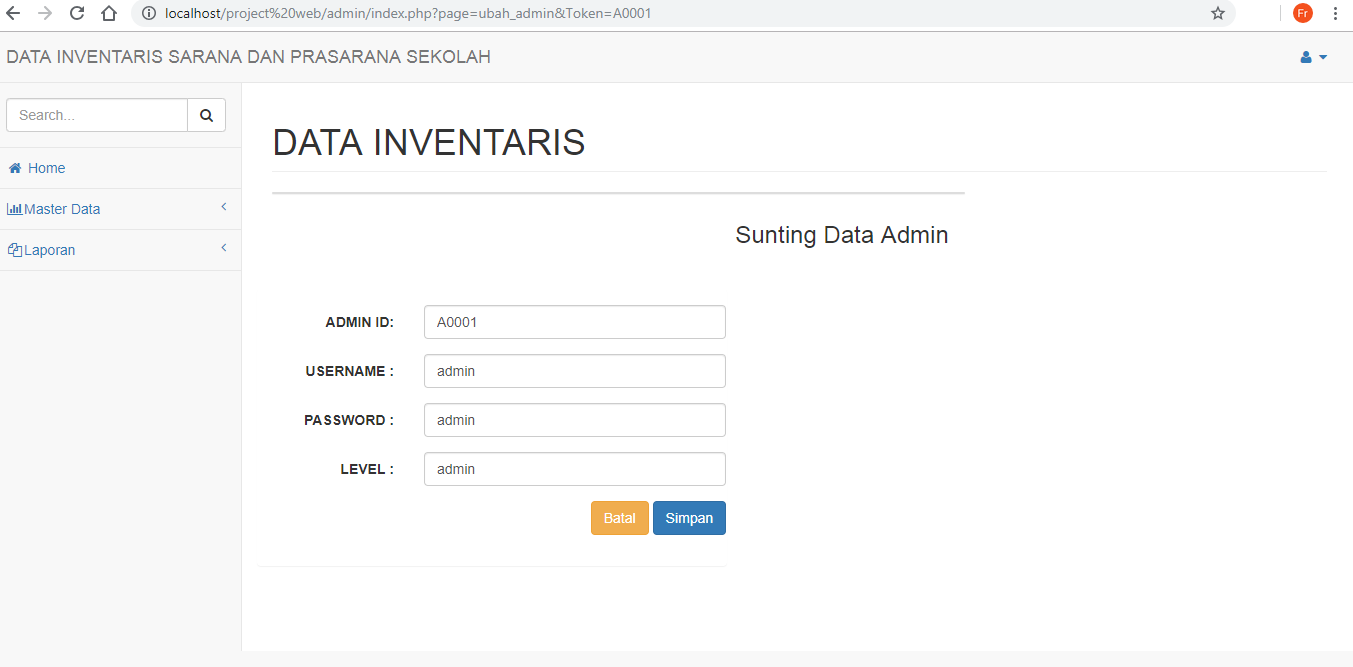 localhost/project%20web/admin/index.php?page=ubah_admin&Token=A0001
Fr
DATA INVENTARIS SARANA DAN PRASARANA SEKOLAH
Search...
Home
Master Data
Laporan
DATA INVENTARIS
Sunting Data Admin
ADMIN ID: A0001
USERNAME : admin
PASSWORD : admin
LEVEL : admin
Batal Simpan